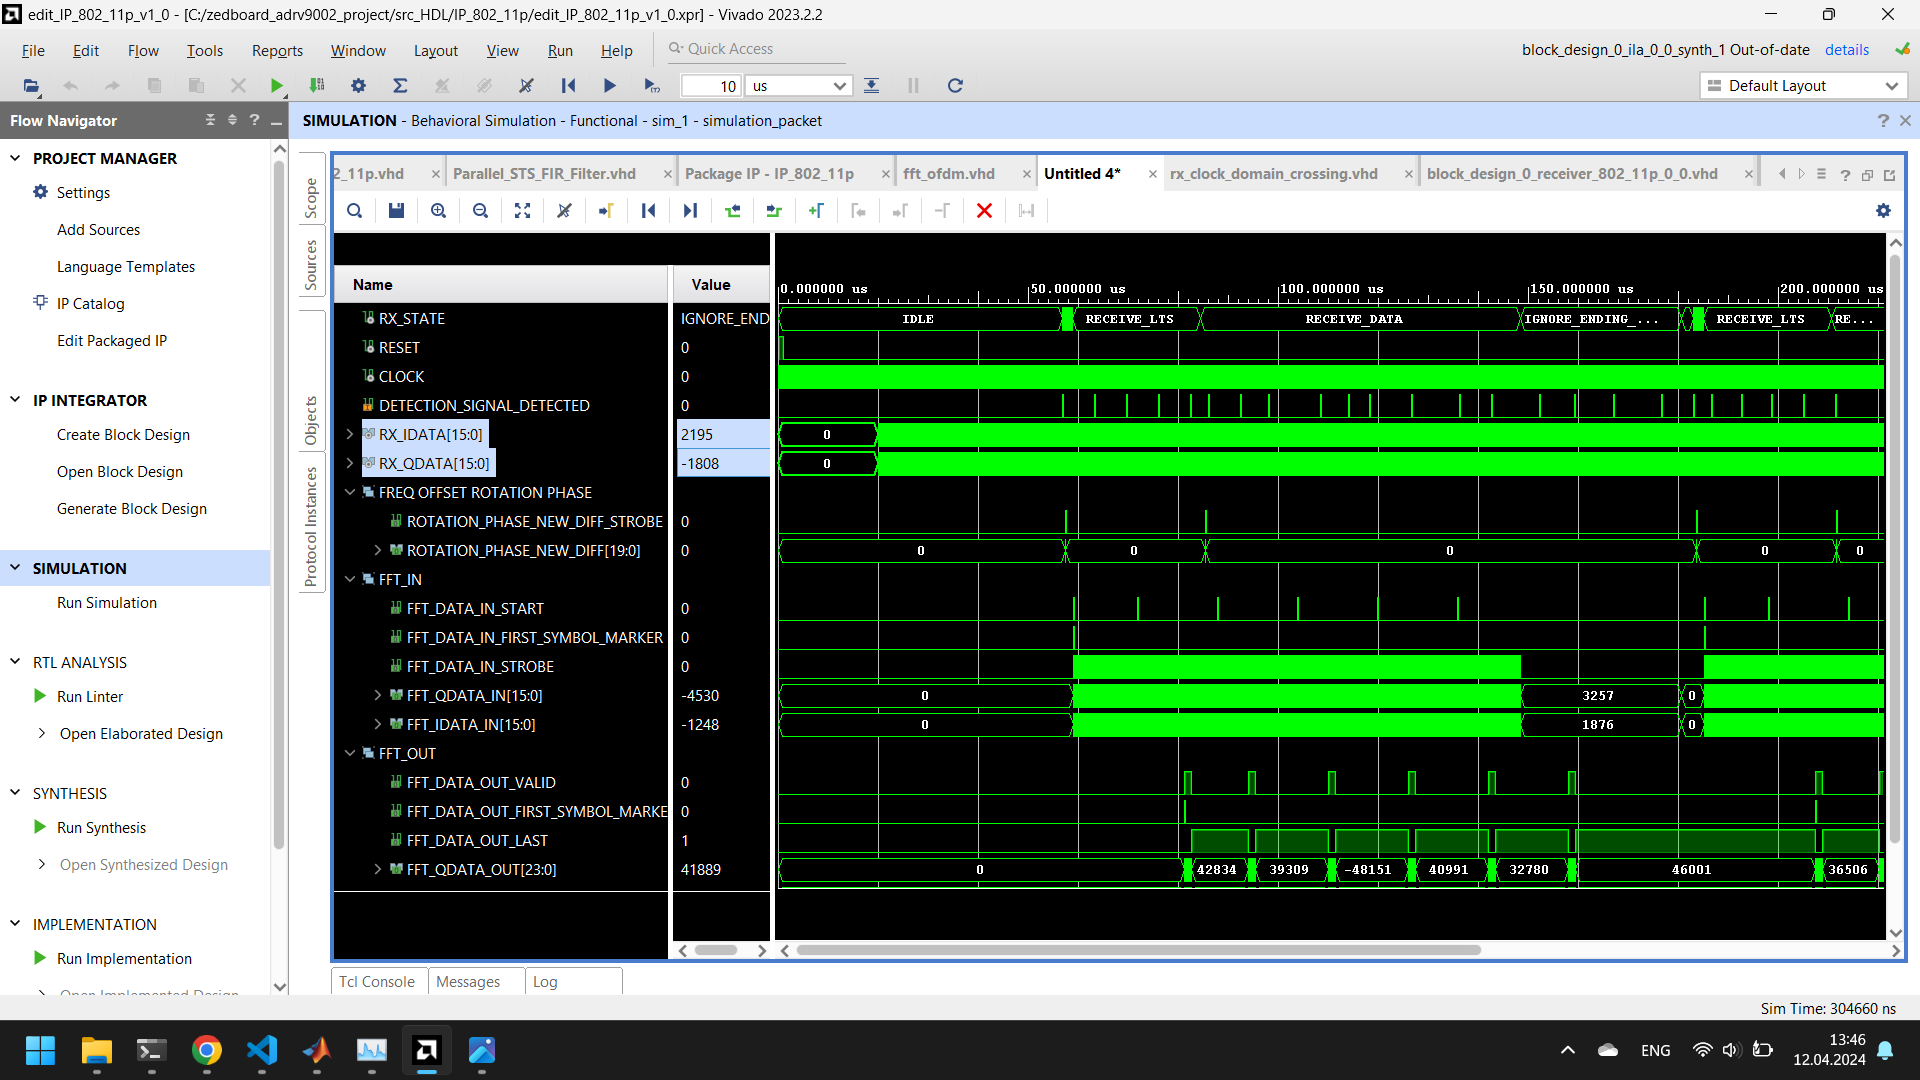 edit_IP_802_11p_v1_0 - [C:/zedboard_adrv9002_project/src_HDL/IP_802_11p/edit_IP_802_11p_v1_0.xpr] - Vivado 2023.2.2
File Edit Flow Tools Reports Window Layout View Run Help Quick Access
block_design_0_ila_0_0_synth_1 Out-of-date details
10 us
Default Layout
Flow Navigator
SIMULATION - Behavioral Simulation - Functional - sim_1 - simulation_packet
PROJECT MANAGER
Settings
Add Sources
Language Templates
IP Catalog
Edit Packaged IP
IP INTEGRATOR
Create Block Design
Open Block Design
Generate Block Design
SIMULATION
Run Simulation
RTL ANALYSIS
Run Linter
Open Elaborated Design
SYNTHESIS
Run Synthesis
Open Synthesized Design
IMPLEMENTATION
Run Implementation
Open Implemented Design
Scope
Sources
Objects
Protocol Instances
2_11p.vhd Parallel_STS_FIR_Filter.vhd Package IP - IP_802_11p fft_ofdm.vhd Untitled 4* rx_clock_domain_crossing.vhd block_design_0_receiver_802_11p_0_0.vhd
Name Value
0.000000 us 50.000000 us 100.000000 us 150.000000 us 200.000000 us
RX_STATE IGNORE_END IDLE RECEIVE_LTS RECEIVE_DATA IGNORE_ENDING_... RECEIVE_LTS RE...
RESET 0
CLOCK 0
DETECTION_SIGNAL_DETECTED 0
RX_IDATA[15:0] 2195 0
RX_QDATA[15:0] -1808 0
FREQ OFFSET ROTATION PHASE
ROTATION_PHASE_NEW_DIFF_STROBE 0
ROTATION_PHASE_NEW_DIFF[19:0] 0 0 0 0 0 0
FFT_IN
FFT_DATA_IN_START 0
FFT_DATA_IN_FIRST_SYMBOL_MARKER 0
FFT_DATA_IN_STROBE 0
FFT_QDATA_IN[15:0] -4530 0 3257 0
FFT_IDATA_IN[15:0] -1248 0 1876 0
FFT_OUT
FFT_DATA_OUT_VALID 0
FFT_DATA_OUT_FIRST_SYMBOL_MARKE 0
FFT_DATA_OUT_LAST 1
FFT_QDATA_OUT[23:0] 41889 0 42834 39309 -48151 40991 32780 46001 36506
Tcl Console Messages Log
Sim Time: 304660 ns
ENG
13:46
12.04.2024